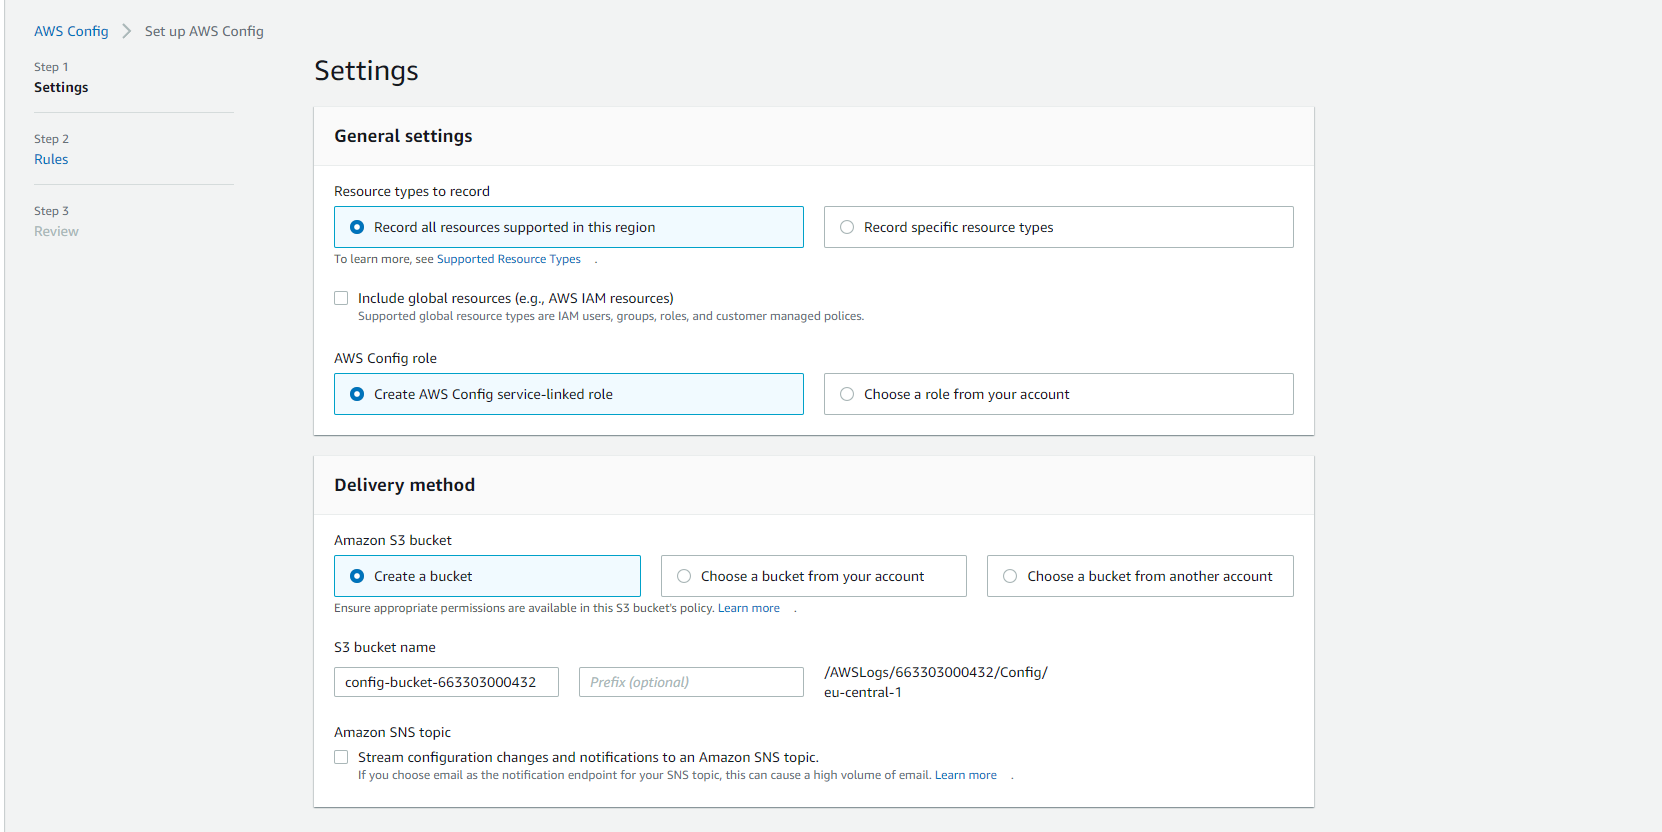 AWS Config > Set up AWS Config
Step 1
Settings
Step 2
Rules
Step 3
Review
Settings
General settings
Resource types to record
Record all resources supported in this region
Record specific resource types
To learn more, see Supported Resource Types .
Include global resources (e.g., AWS IAM resources)
Supported global resource types are IAM users, groups, roles, and customer managed polices.
AWS Config role
Create AWS Config service-linked role
Choose a role from your account
Delivery method
Amazon S3 bucket
Create a bucket
Choose a bucket from your account
Choose a bucket from another account
Ensure appropriate permissions are available in this S3 bucket's policy. Learn more .
S3 bucket name
config-bucket-663303000432
Prefix (optional)
/AWSLogs/663303000432/Config/
eu-central-1
Amazon SNS topic
Stream configuration changes and notifications to an Amazon SNS topic.
If you choose email as the notification endpoint for your SNS topic, this can cause a high volume of email. Learn more .